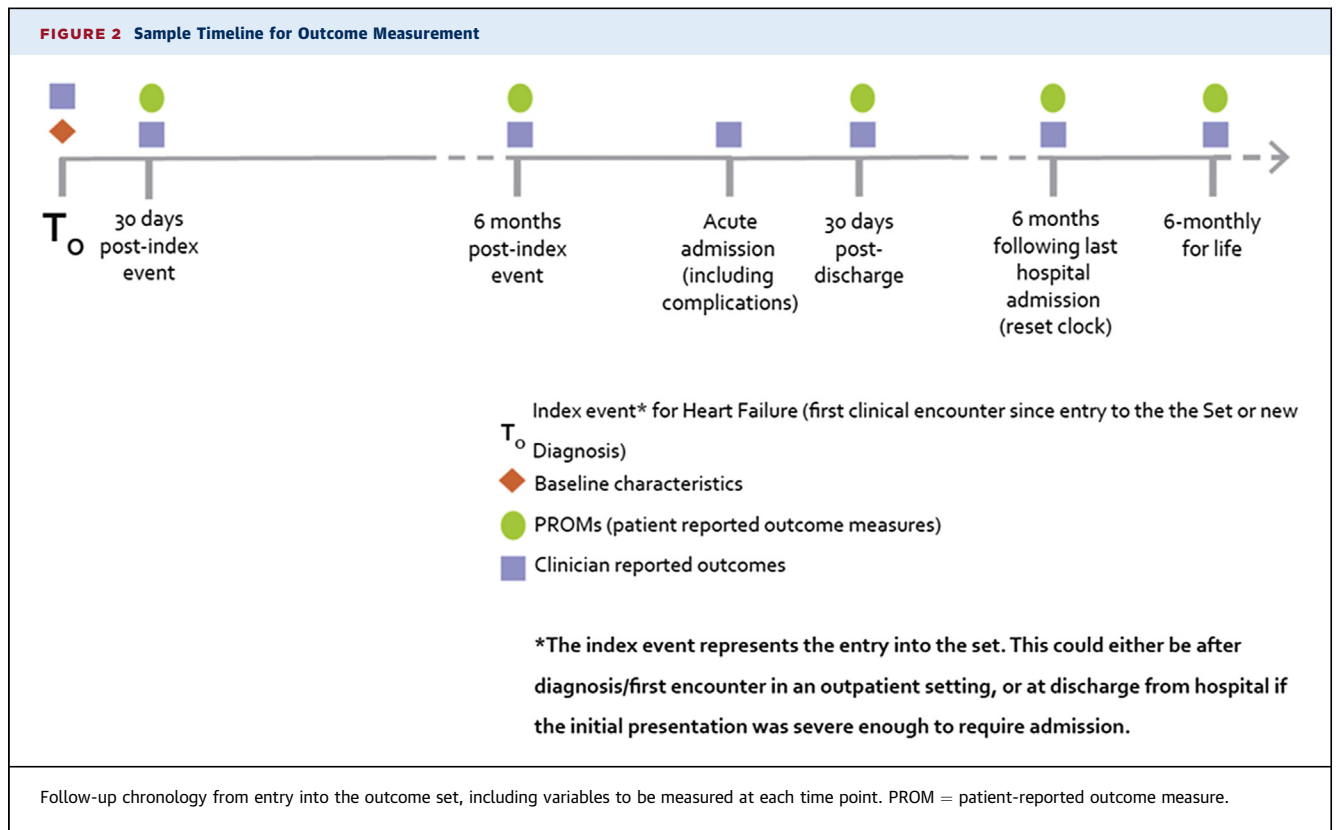 FIGURE 2 Sample Timeline for Outcome Measurement
To
30 days
post-index
event
6 months
post-index
event
Acute
admission
(including
complications)
30 days
post-
discharge
6 months
following last
hospital
admission
(reset clock)
6-monthly
for life
To
Index event* for Heart Failure (first clinical encounter since entry to the the Set or new
Diagnosis)
Baseline characteristics
PROMs (patient reported outcome measures)
Clinician reported outcomes
*The index event represents the entry into the set. This could either be after
diagnosis/first encounter in an outpatient setting, or at discharge from hospital if
the initial presentation was severe enough to require admission.
Follow-up chronology from entry into the outcome set, including variables to be measured at each time point. PROM = patient-reported outcome measure.